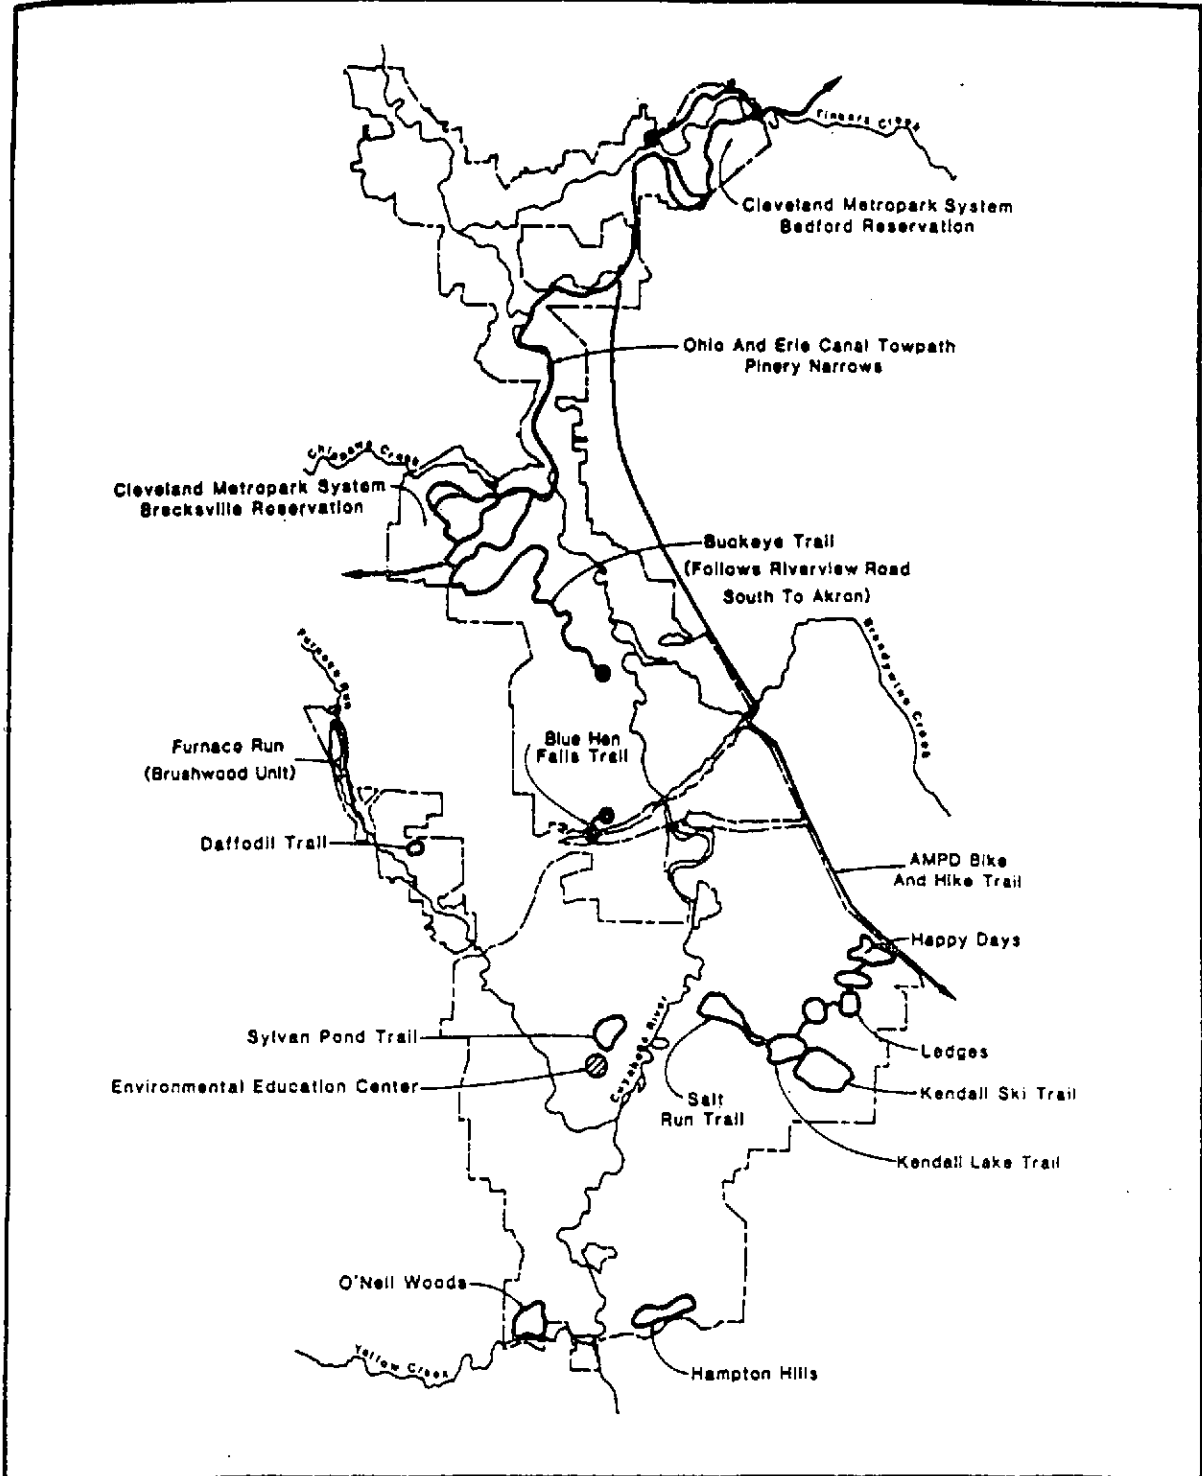 Tinkers Creek
Cleveland Metropark System
Bedford Reservation
Ohio And Erie Canal Towpath
Pinery Narrows
Chippewa Creek
Cleveland Metropark System
Brecksville Reservation
Buckeye Trail
(Follows Riverview Road
South To Akron)
Brandywine Creek
Furnace Run
Furnace Run
(Brushwood Unit)
Blue Hen
Falls Trail
Daffodil Trail
AMPD Bike
And Hike Trail
Happy Days
Cuyahoga River
Sylvan Pond Trail
Ledges
Environmental Education Center
Salt
Run Trail
Kendall Ski Trail
Kendall Lake Trail
O'Neil Woods
Yellow Creek
Hampton Hills